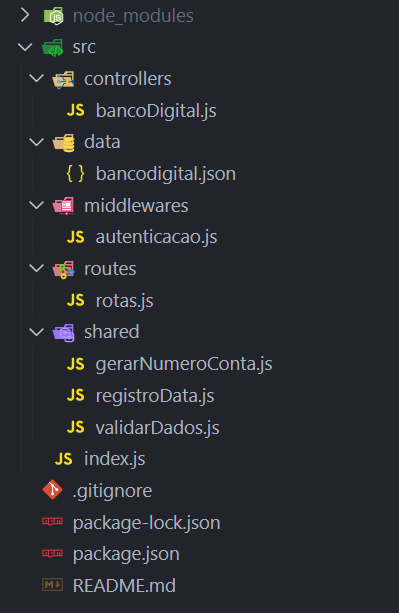 node_modules
src
controllers
JS bancoDigital.js
data
{ } bancodigital.json
middlewares
JS autenticacao.js
routes
JS rotas.js
shared
JS gerarNumeroConta.js
JS registroData.js
JS validarDados.js
JS index.js
.gitignore
package-lock.json
package.json
README.md